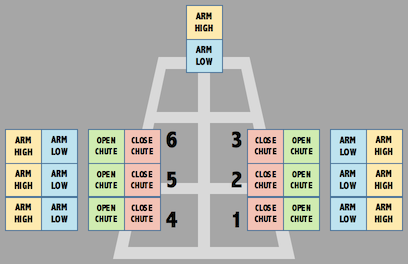 ARM
HIGH
ARM
LOW
ARM HIGH ARM LOW OPEN CHUTE CLOSE CHUTE 6 3 CLOSE CHUTE OPEN CHUTE ARM LOW ARM HIGH
ARM HIGH ARM LOW OPEN CHUTE CLOSE CHUTE 5 2 CLOSE CHUTE OPEN CHUTE ARM LOW ARM HIGH
ARM HIGH ARM LOW OPEN CHUTE CLOSE CHUTE 4 1 CLOSE CHUTE OPEN CHUTE ARM LOW ARM HIGH